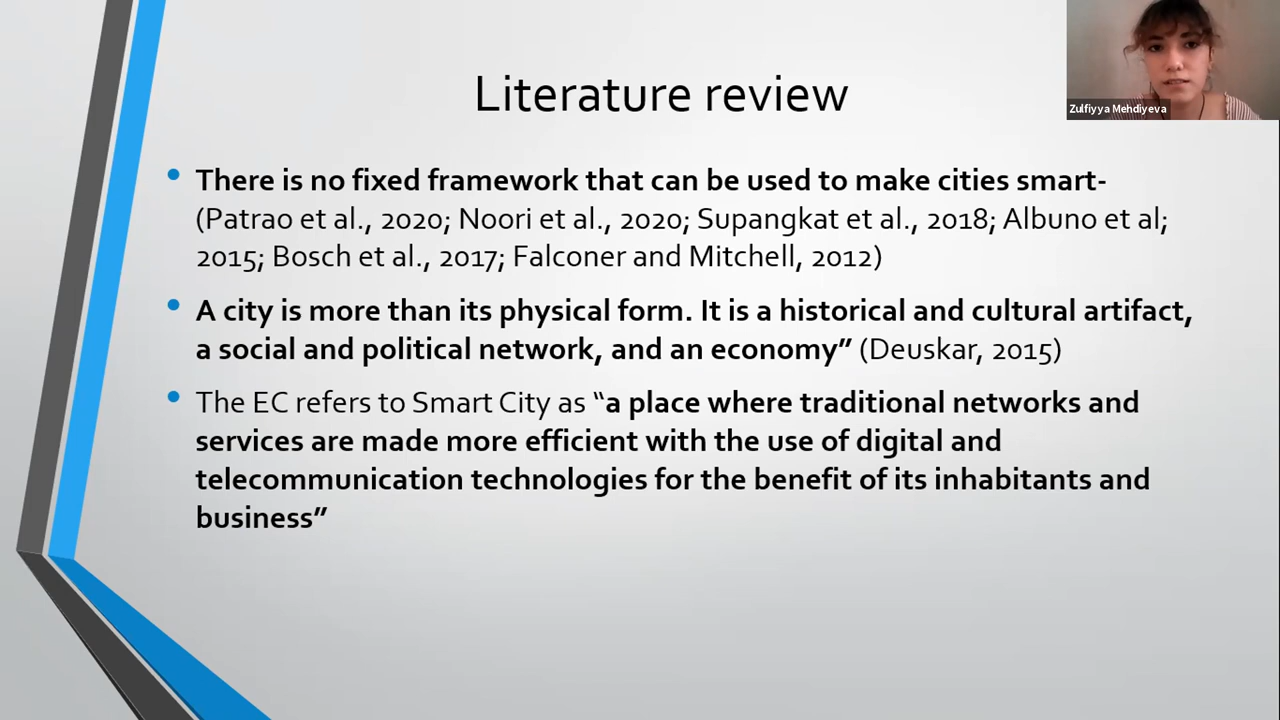 Literature review
Zulfiyya Mehdiyeva
• There is no fixed framework that can be used to make cities smart-
(Patrao et al., 2020; Noori et al., 2020; Supangkat et al., 2018; Albuno et al;
2015; Bosch et al., 2017; Falconer and Mitchell, 2012)
• A city is more than its physical form. It is a historical and cultural artifact,
a social and political network, and an economy” (Deuskar, 2015)
• The EC refers to Smart City as “a place where traditional networks and
services are made more efficient with the use of digital and
telecommunication technologies for the benefit of its inhabitants and
business”